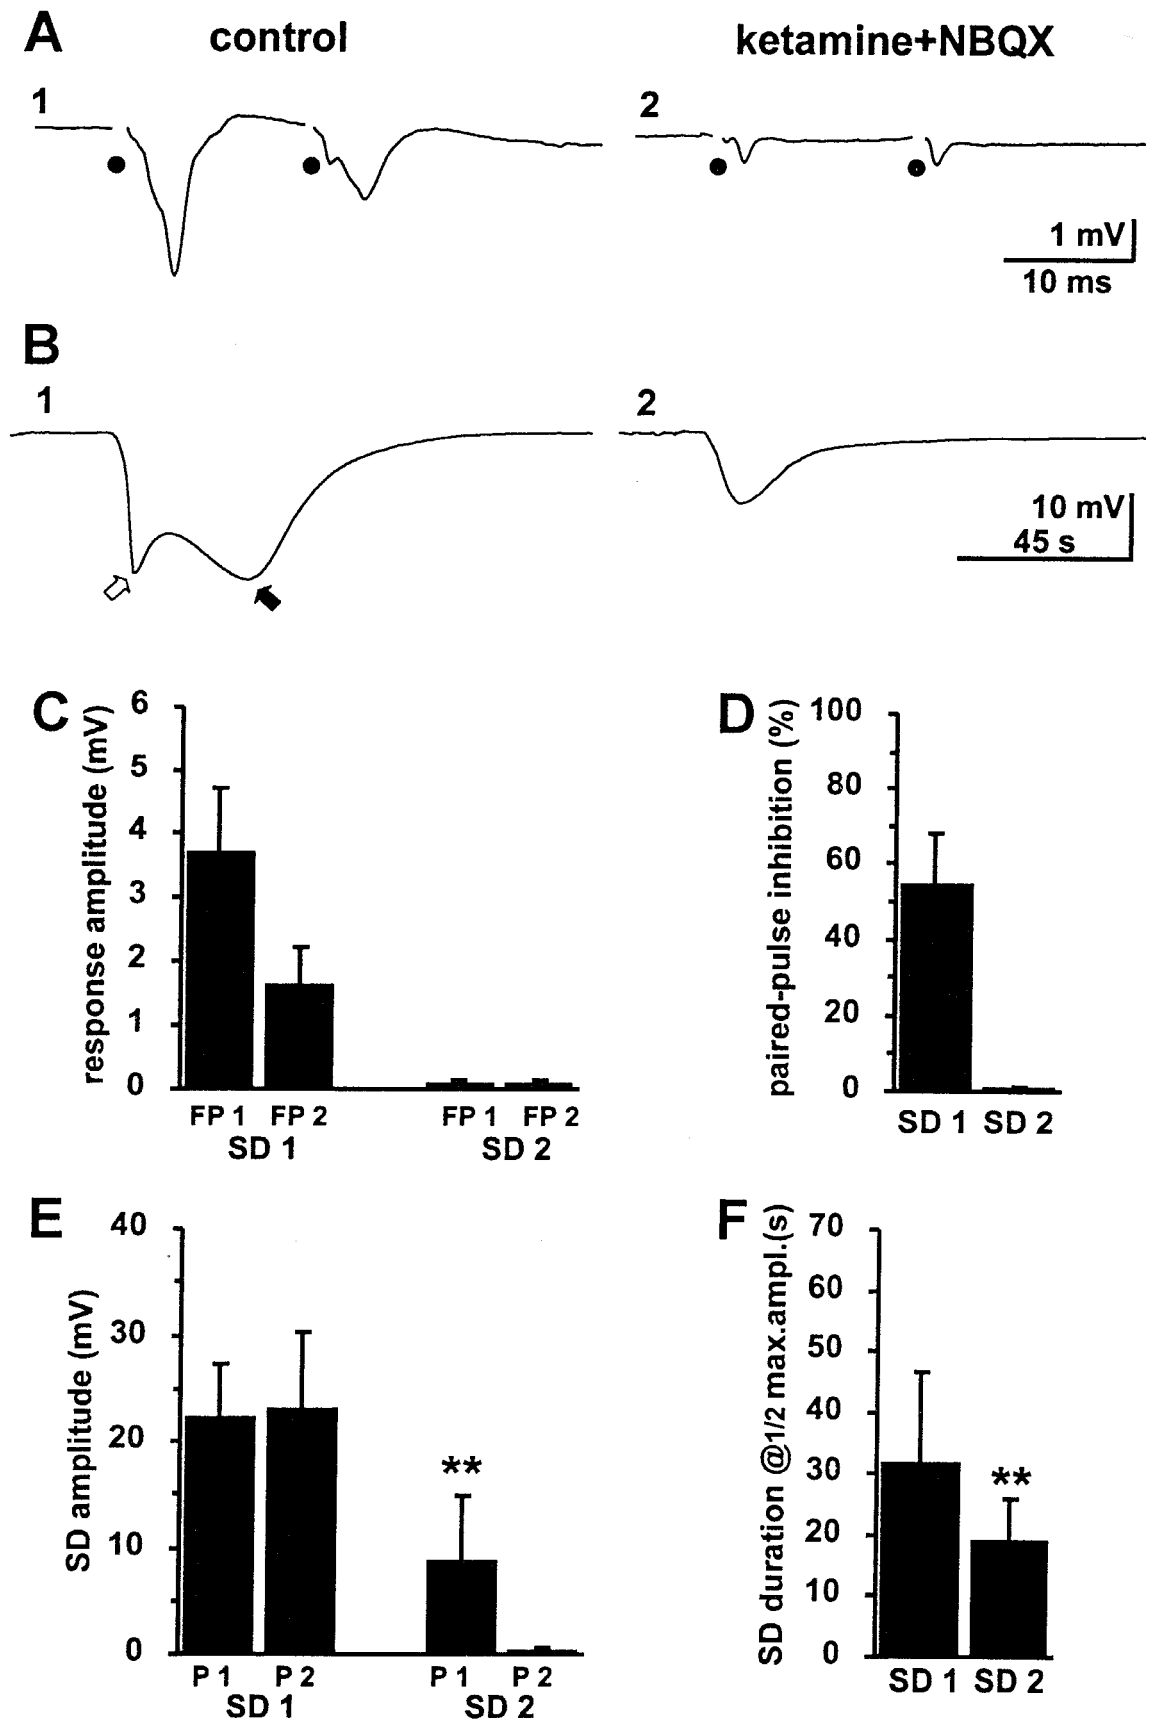 A control ketamine+NBQX
1 2
1 mV
10 ms
B
1 2
10 mV
45 s
C
response amplitude (mV)
6
5
4
3
2
1
0
FP 1 FP 2 FP 1 FP 2
SD 1 SD 2
D
paired-pulse inhibition (%)
100
80
60
40
20
0
SD 1 SD 2
E
SD amplitude (mV)
40
30
20
10
0
**
P 1 P 2 P 1 P 2
SD 1 SD 2
F
SD duration @1/2 max.ampl.(s)
70
60
50
40
30
20
10
0
**
SD 1 SD 2